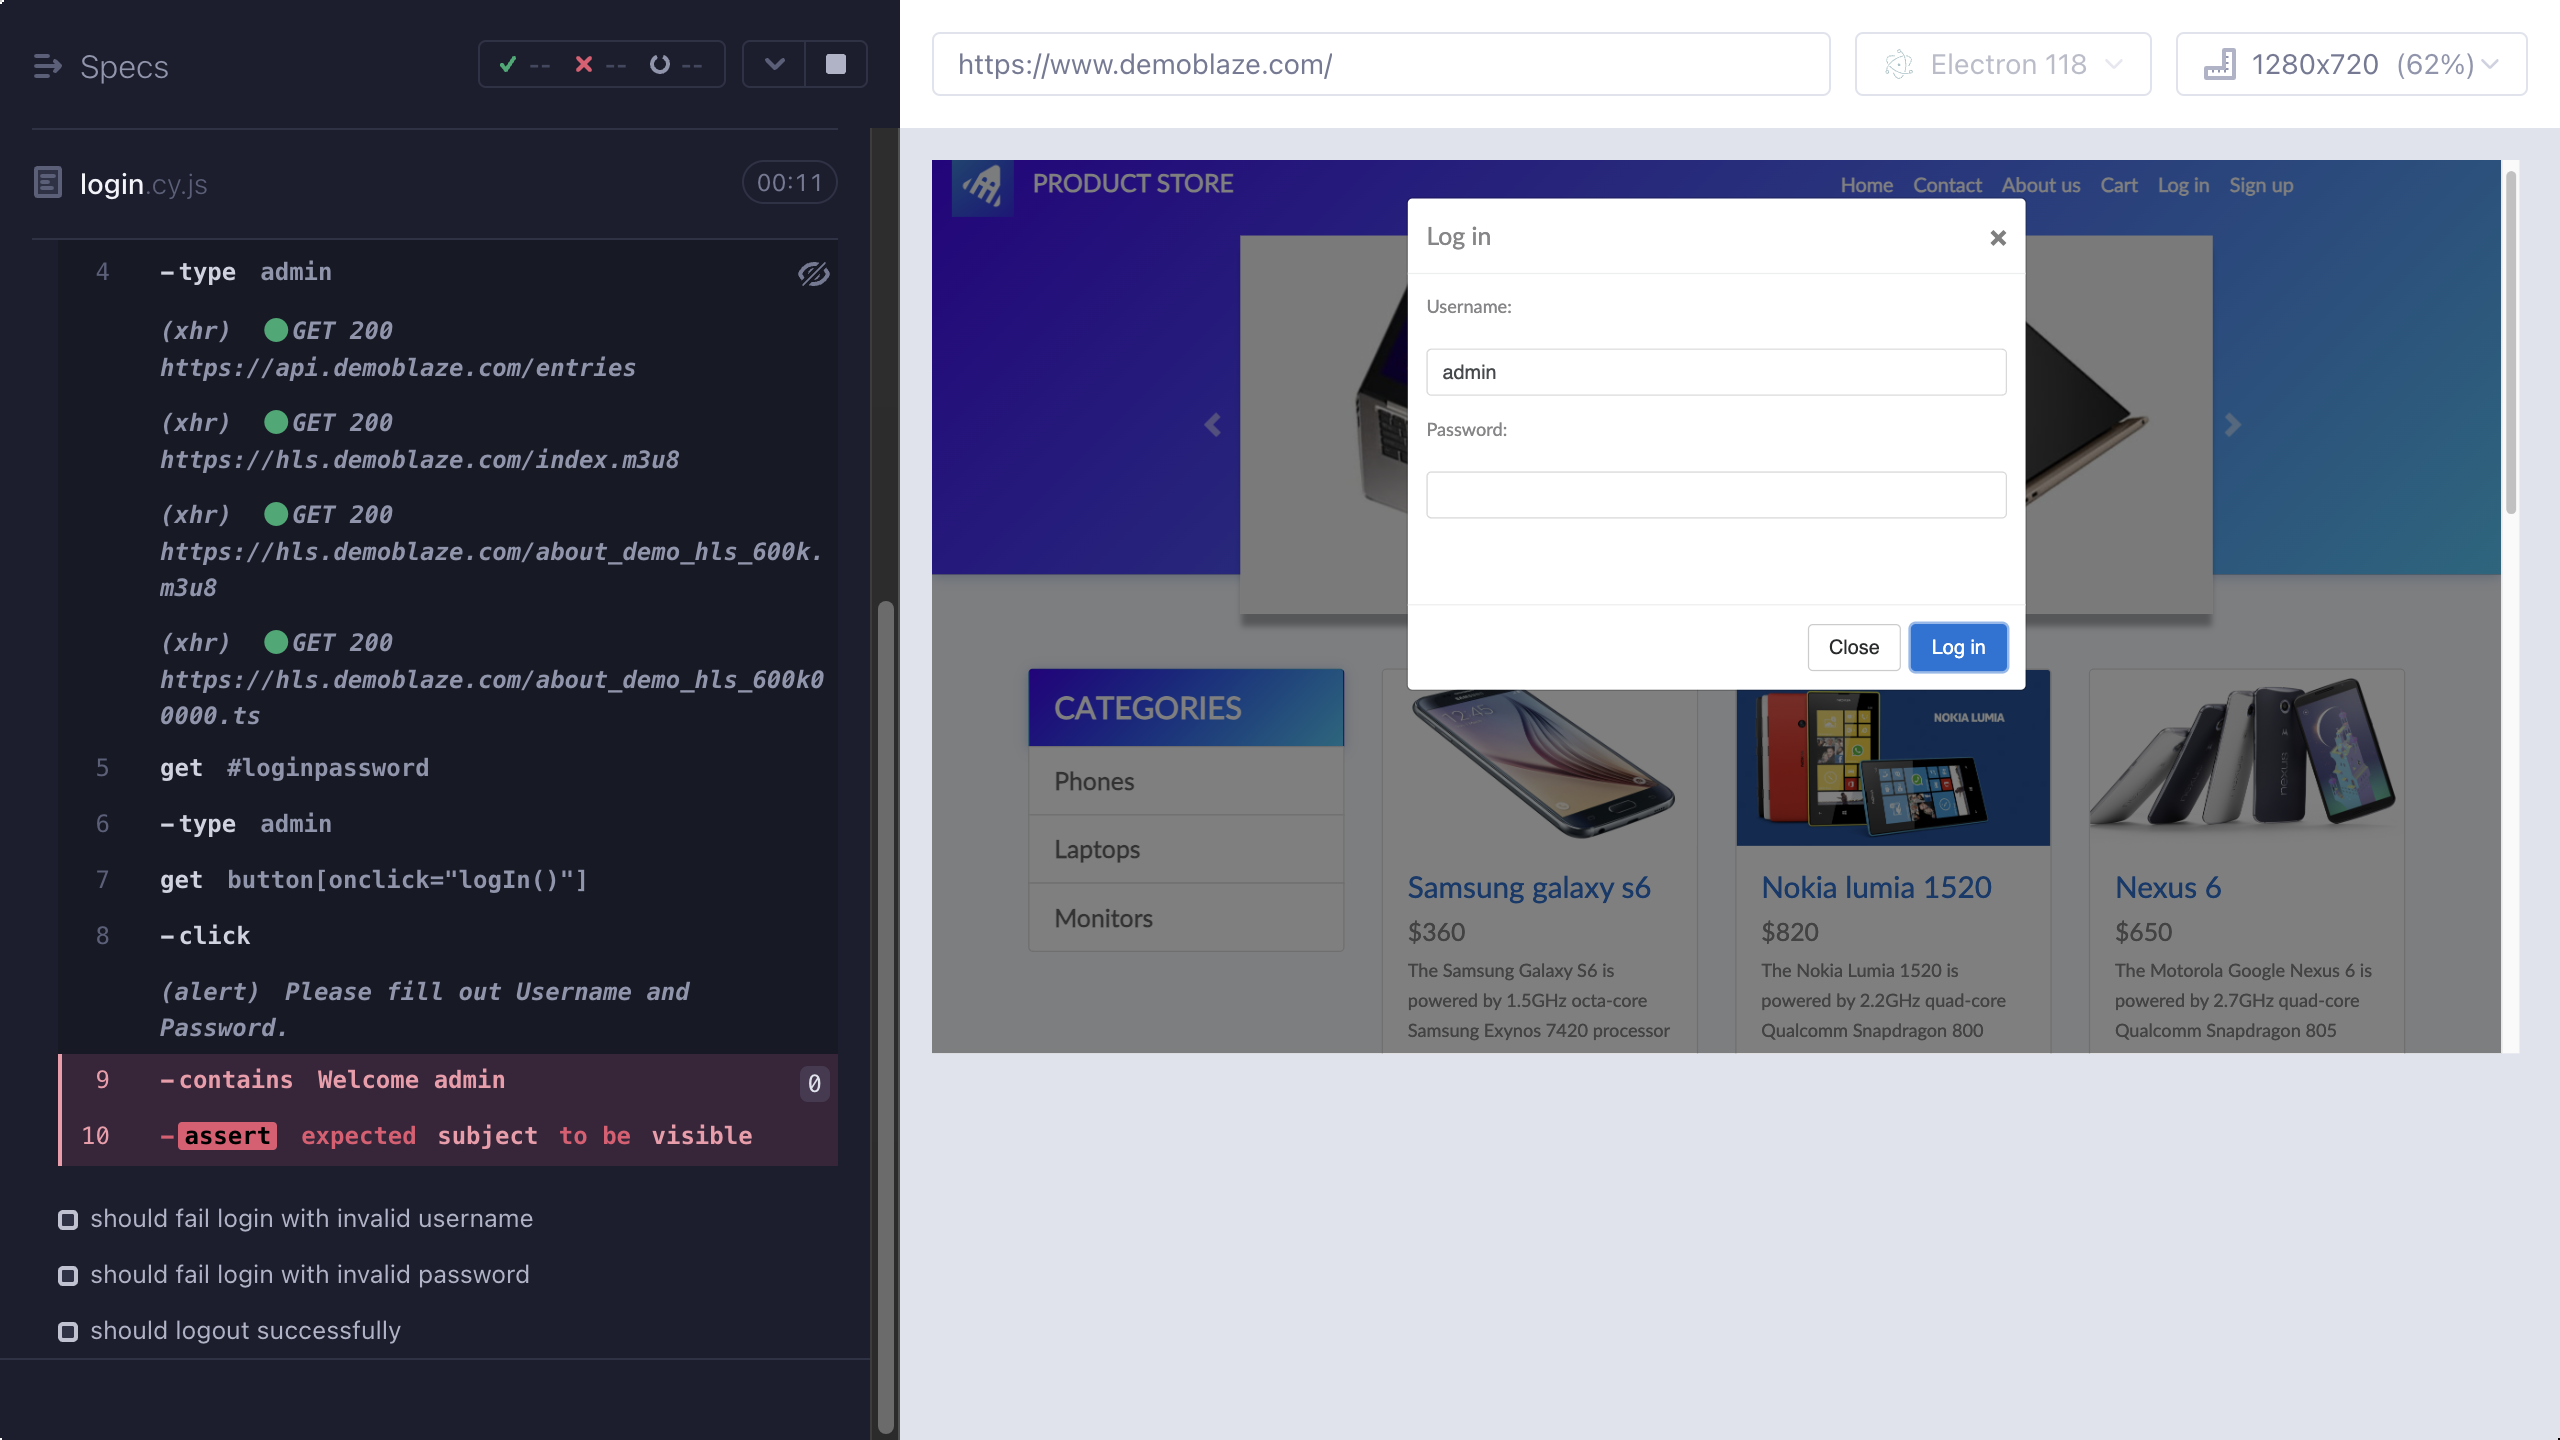 Specs
-- -- --
login.cy.js
00:11
4 -type admin
(xhr) GET 200
https://api.demoblaze.com/entries
(xhr) GET 200
https://hls.demoblaze.com/index.m3u8
(xhr) GET 200
https://hls.demoblaze.com/about_demo_hls_600k.
m3u8
(xhr) GET 200
https://hls.demoblaze.com/about_demo_hls_600k0
0000.ts
5 get #loginpassword
6 -type admin
7 get button[onclick="logIn()"]
8 -click
(alert) Please fill out Username and
Password.
9 -contains Welcome admin 0
10 -assert expected subject to be visible
should fail login with invalid username
should fail login with invalid password
should logout successfully
https://www.demoblaze.com/
Electron 118
1280x720 (62%)
PRODUCT STORE
Home Contact About us Cart Log in Sign up
Log in
×
Username:
admin
Password:
Close Log in
CATEGORIES
Phones
Laptops
Monitors
12:45
Samsung galaxy s6
$360
The Samsung Galaxy S6 is
powered by 1.5GHz octa-core
Samsung Exynos 7420 processor
NOKIA LUMIA
Nokia lumia 1520
$820
The Nokia Lumia 1520 is
powered by 2.2GHz quad-core
Qualcomm Snapdragon 800
nexus
Nexus 6
$650
The Motorola Google Nexus 6 is
powered by 2.7GHz quad-core
Qualcomm Snapdragon 805